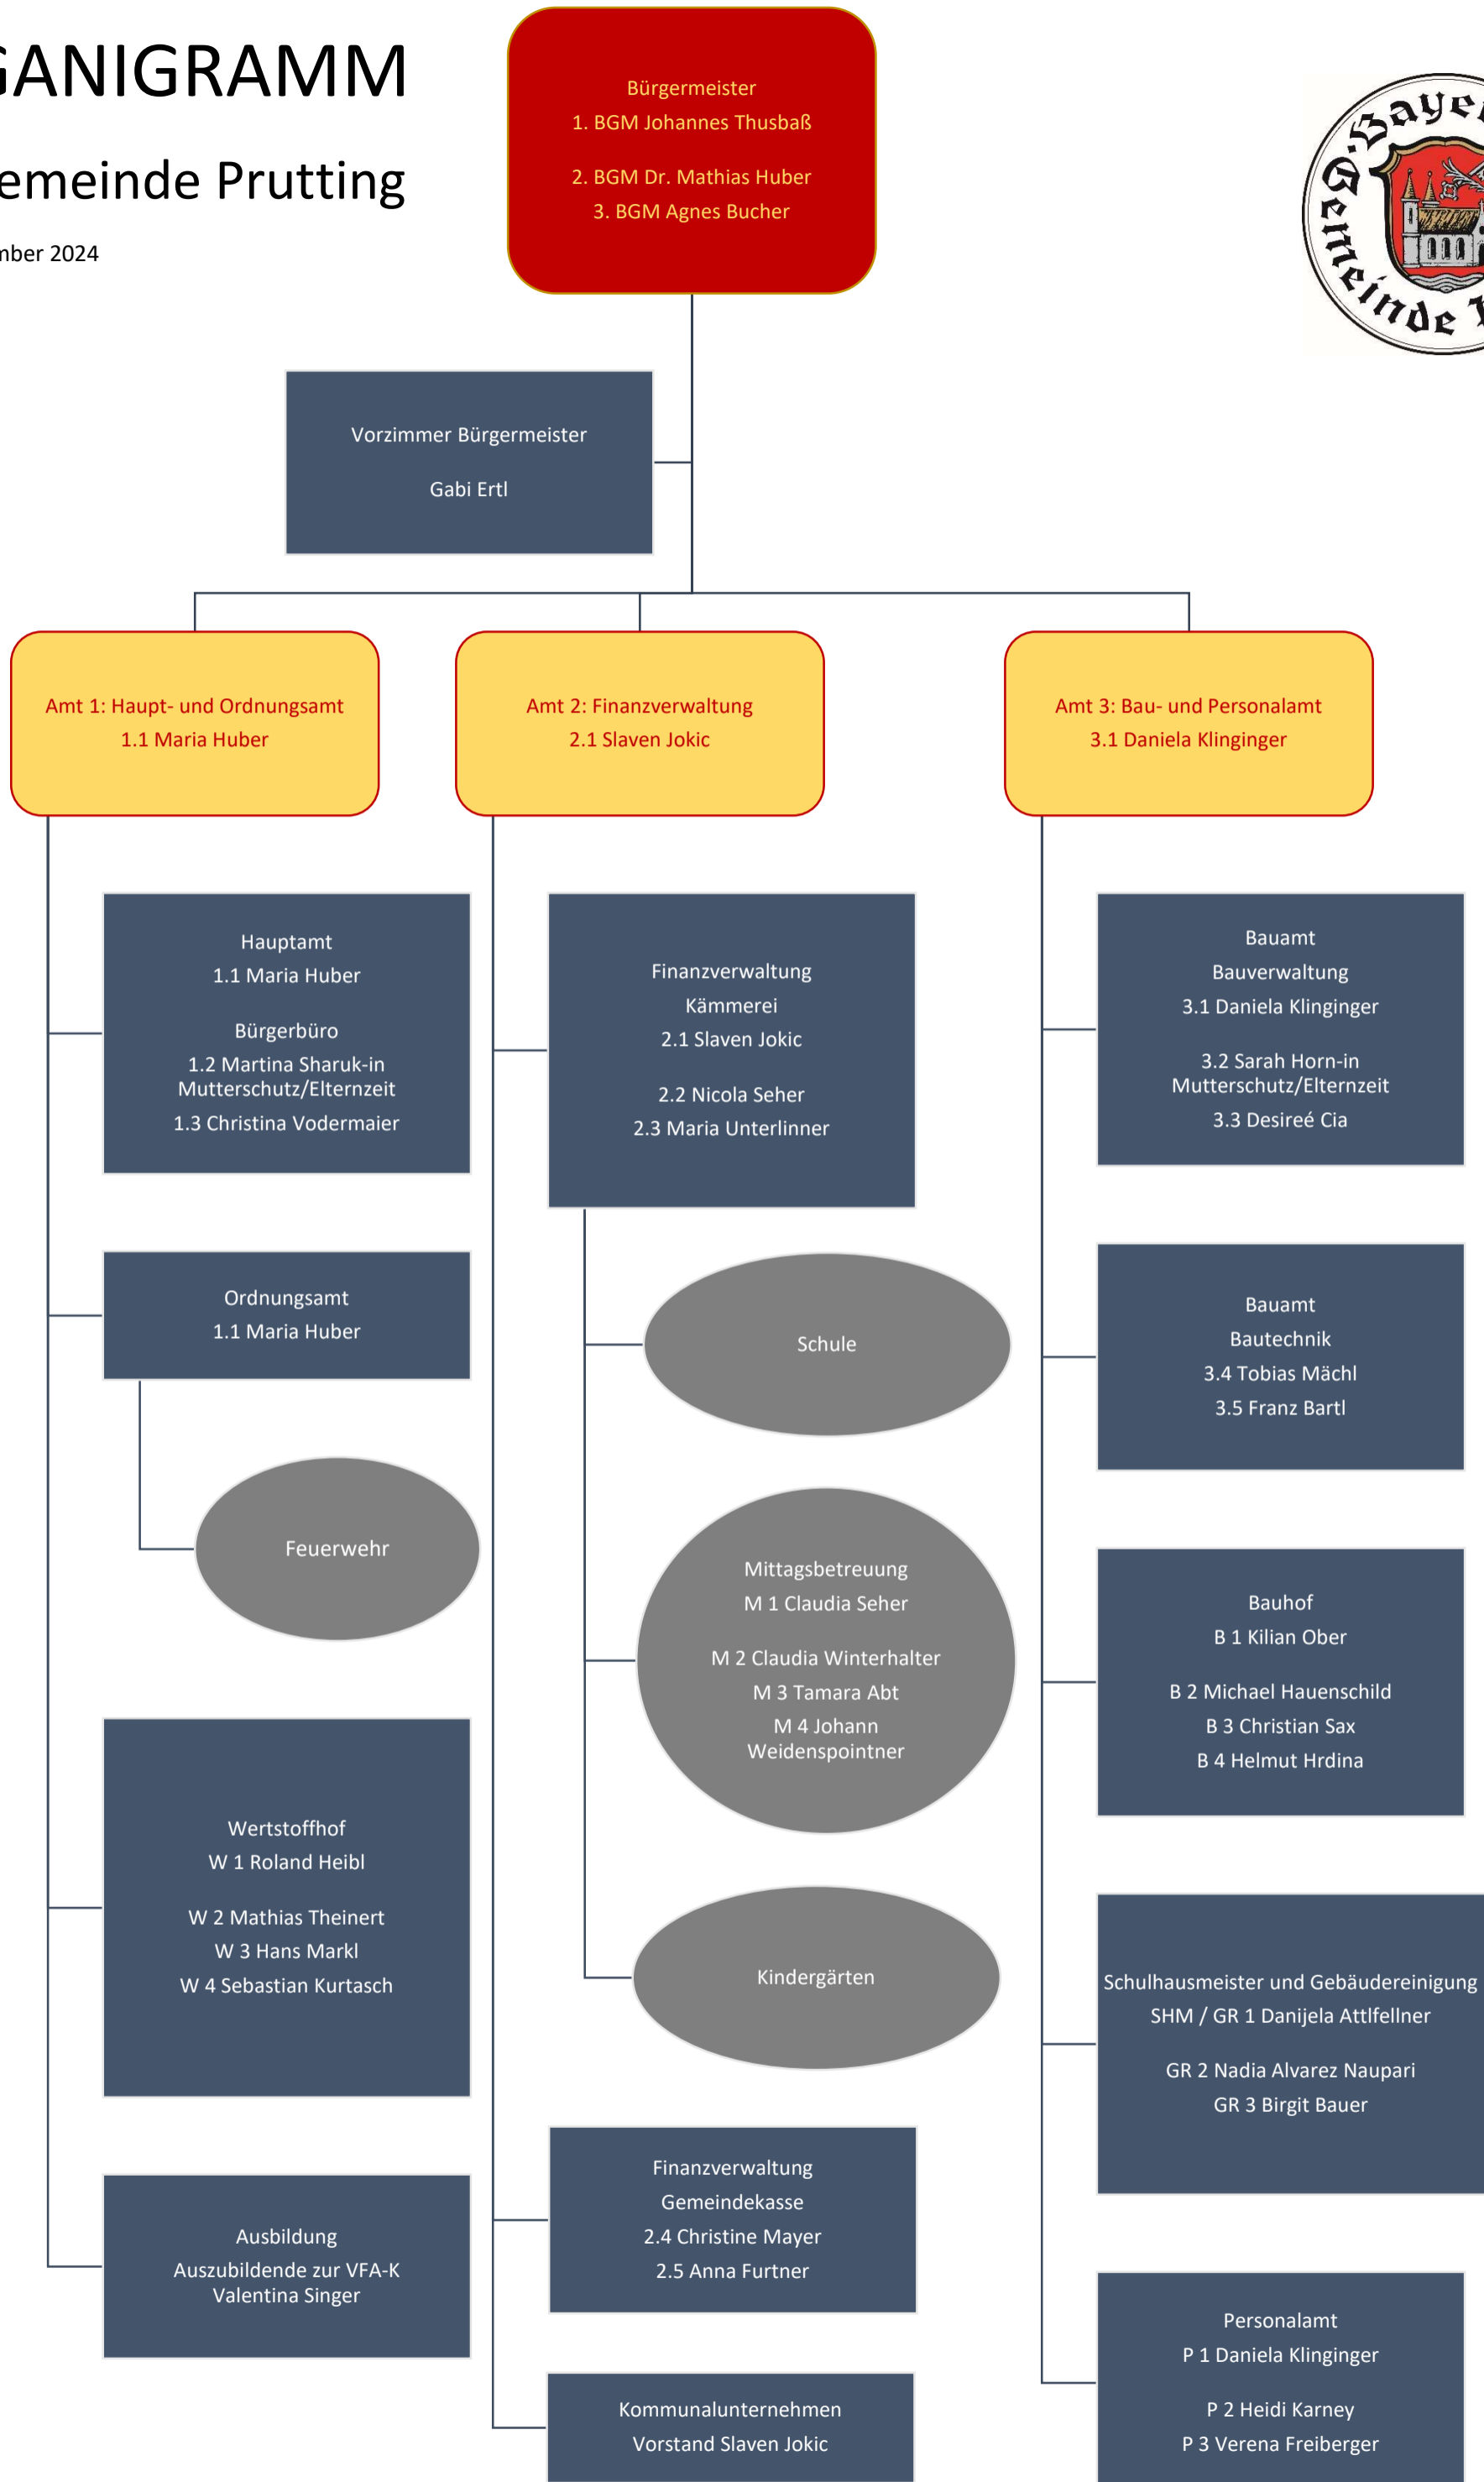 GANIGRAMM
emeinde Prutting
mber 2024
Bürgermeister
1. BGM Johannes Thusbaß
2. BGM Dr. Mathias Huber
3. BGM Agnes Bucher
Gemeinde
Vorzimmer Bürgermeister
Gabi Ertl
Amt 1: Haupt- und Ordnungsamt
1.1 Maria Huber
Amt 2: Finanzverwaltung
2.1 Slaven Jokic
Amt 3: Bau- und Personalamt
3.1 Daniela Klinginger
Hauptamt
1.1 Maria Huber
Bürgerbüro
1.2 Martina Sharuk-in
Mutterschutz/Elternzeit
1.3 Christina Vodermaier
Ordnungsamt
1.1 Maria Huber
Feuerwehr
Wertstoffhof
W 1 Roland Heibl
W 2 Mathias Theinert
W 3 Hans Markl
W 4 Sebastian Kurtasch
Ausbildung
Auszubildende zur VFA-K
Valentina Singer
Finanzverwaltung
Kämmerei
2.1 Slaven Jokic
2.2 Nicola Seher
2.3 Maria Unterlinner
Schule
Mittagsbetreuung
M 1 Claudia Seher
M 2 Claudia Winterhalter
M 3 Tamara Abt
M 4 Johann
Weidenspointner
Kindergärten
Finanzverwaltung
Gemeindekasse
2.4 Christine Mayer
2.5 Anna Furtner
Kommunalunternehmen
Vorstand Slaven Jokic
Bauamt
Bauverwaltung
3.1 Daniela Klinginger
3.2 Sarah Horn-in
Mutterschutz/Elternzeit
3.3 Desireé Cia
Bauamt
Bautechnik
3.4 Tobias Mächl
3.5 Franz Bartl
Bauhof
B 1 Kilian Ober
B 2 Michael Hauenschild
B 3 Christian Sax
B 4 Helmut Hrdina
Schulhausmeister und Gebäudereinigung
SHM / GR 1 Danijela Attlfellner
GR 2 Nadia Alvarez Naupari
GR 3 Birgit Bauer
Personalamt
P 1 Daniela Klinginger
P 2 Heidi Karney
P 3 Verena Freiberger